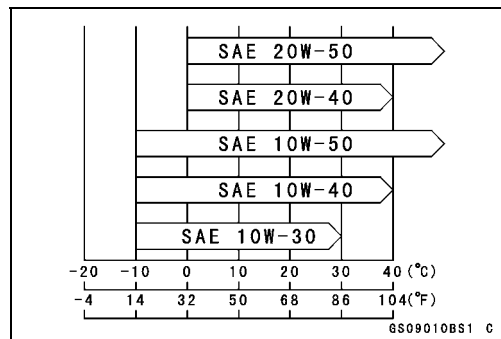 SAE 20W-50
SAE 20W-40
SAE 10W-50
SAE 10W-40
SAE 10W-30
-20 -10 0 10 20 30 40 (°C)
-4 14 32 50 68 86 104 (°F)
GS09010BS1 C